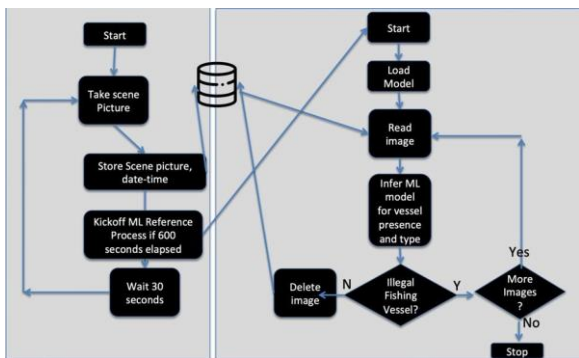 Start
Take scene
Picture
Store Scene picture,
date-time
Kickoff ML Reference
Process if 600
seconds elapsed
Wait 30
seconds
Start
Load
Model
Read
image
Infer ML
model
for vessel
presence
and type
Illegal
Fishing
Vessel?
N
Y
Delete
image
More
Images
?
Yes
No
Stop